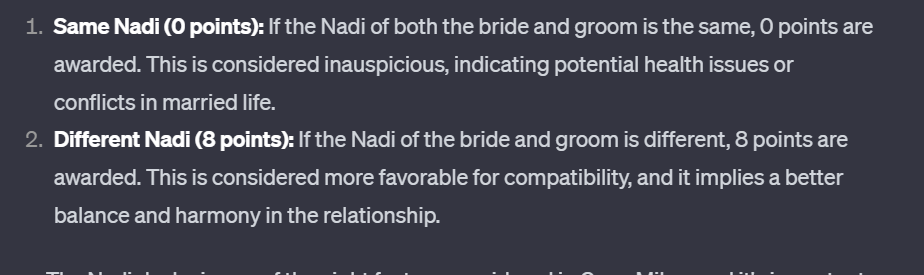 1. Same Nadi (0 points): If the Nadi of both the bride and groom is the same, 0 points are
awarded. This is considered inauspicious, indicating potential health issues or
conflicts in married life.
2. Different Nadi (8 points): If the Nadi of the bride and groom is different, 8 points are
awarded. This is considered more favorable for compatibility, and it implies a better
balance and harmony in the relationship.